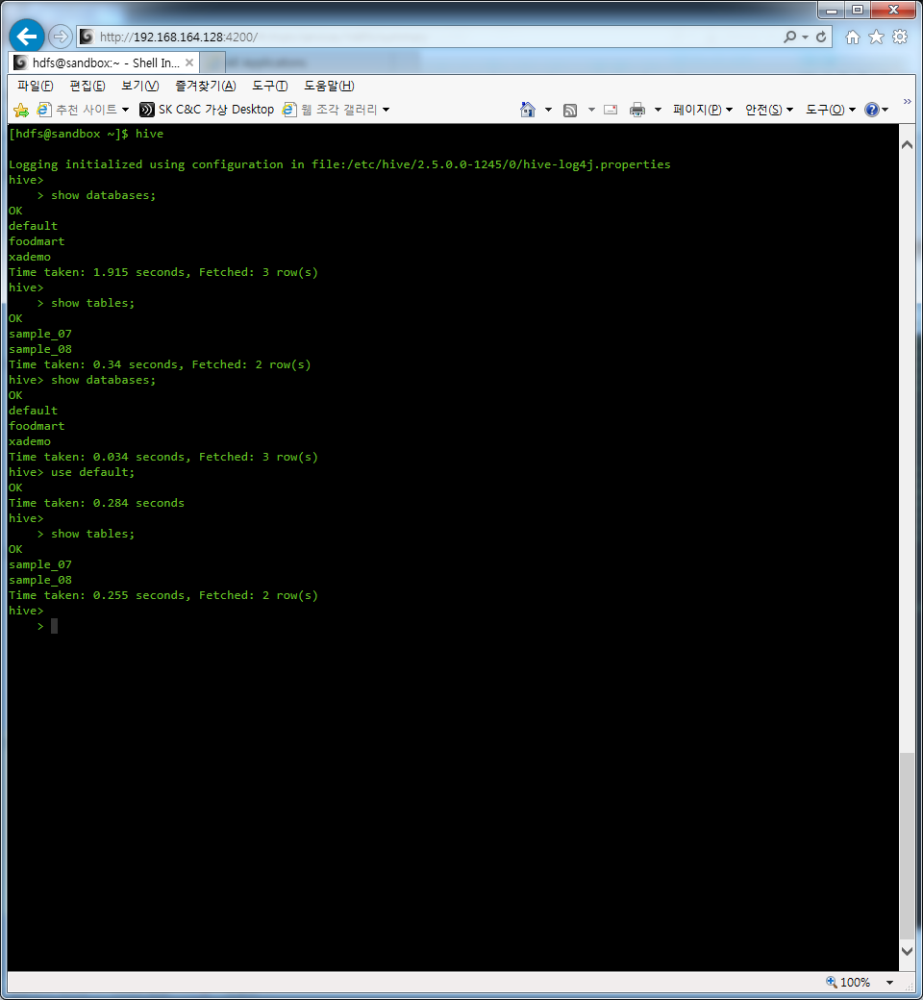 http://192.168.164.128:4200/
hdfs@sandbox:~ - Shell In...
파일(F) 편집(E) 보기(V) 즐겨찾기(A) 도구(T) 도움말(H)
추천 사이트 SK C&C 가상 Desktop 웹 조각 갤러리 페이지(P) 안전(S) 도구(O)
[hdfs@sandbox ~]$ hive
Logging initialized using configuration in file:/etc/hive/2.5.0.0-1245/0/hive-log4j.properties
hive>
    > show databases;
OK
default
foodmart
xademo
Time taken: 1.915 seconds, Fetched: 3 row(s)
hive>
    > show tables;
OK
sample_07
sample_08
Time taken: 0.34 seconds, Fetched: 2 row(s)
hive> show databases;
OK
default
foodmart
xademo
Time taken: 0.034 seconds, Fetched: 3 row(s)
hive> use default;
OK
Time taken: 0.284 seconds
hive>
    > show tables;
OK
sample_07
sample_08
Time taken: 0.255 seconds, Fetched: 2 row(s)
hive>
    >
100%